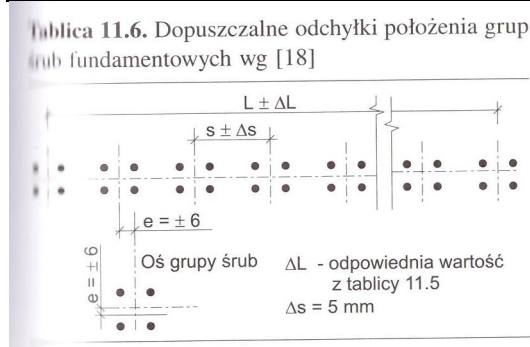 Tablica 11.6. Dopuszczalne odchyłki położenia grup
śrub fundamentowych wg [18]
L ± ΔL
s ± Δs
e = ± 6
e = ± 6
Oś grupy śrub
ΔL - odpowiednia wartość
z tablicy 11.5
Δs = 5 mm